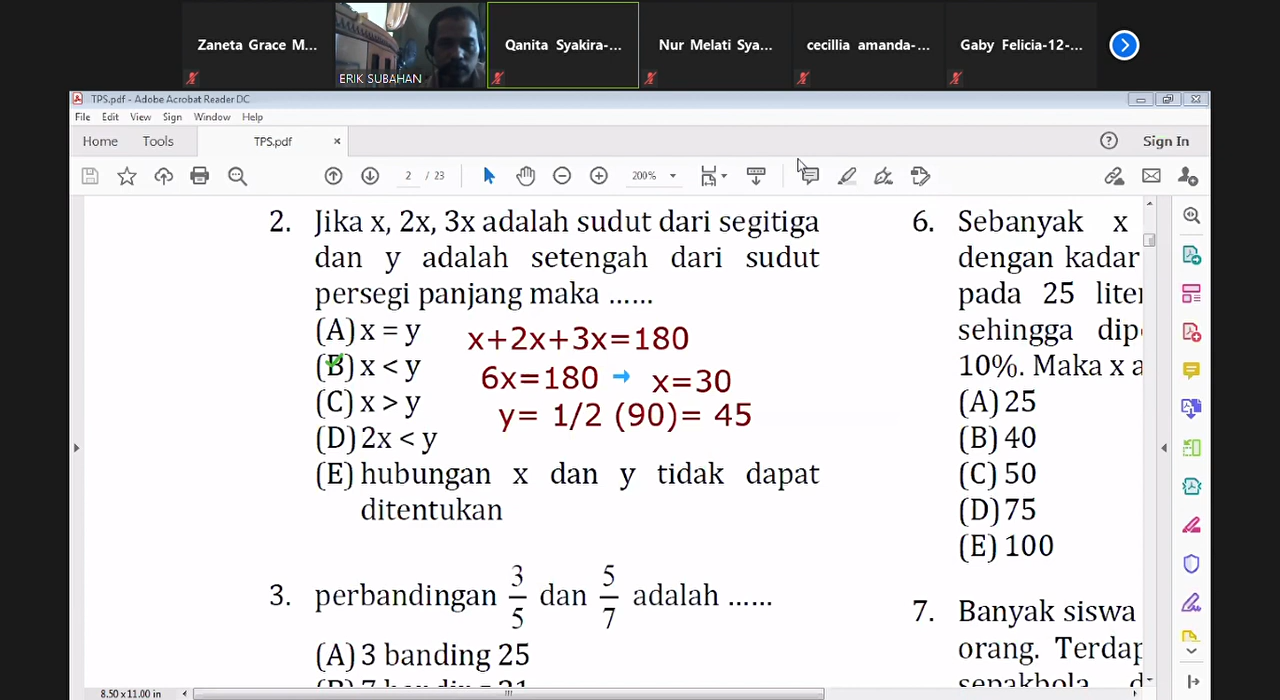 Zaneta Grace M...
ERIK SUBAHAN
Qanita Syakira-...
Nur Melati Sya...
cecillia amanda-...
Gaby Felicia-12-...
TPS.pdf - Adobe Acrobat Reader DC
File Edit View Sign Window Help
Home Tools TPS.pdf × ? Sign In
2 / 23 200%
2. Jika x, 2x, 3x adalah sudut dari segitiga
dan y adalah setengah dari sudut
persegi panjang maka ......
(A) x = y
x+2x+3x=180
(B) x < y
6x=180 → x=30
(C) x > y
y= 1/2 (90)= 45
(D) 2x < y
(E) hubungan x dan y tidak dapat
ditentukan
3. perbandingan 3/5 dan 5/7 adalah ......
(A) 3 banding 25
6. Sebanyak x
dengan kadar
pada 25 liter
sehingga dip
10%. Maka x a
(A) 25
(B) 40
(C) 50
(D) 75
(E) 100
7. Banyak siswa
orang. Terdap
8.50 x 11.00 in